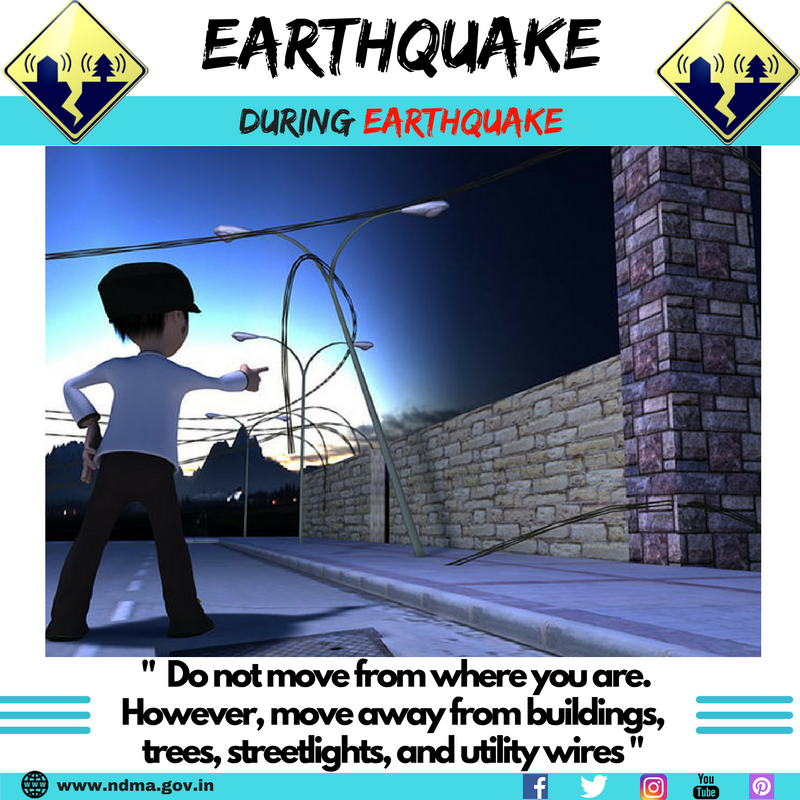 EARTHQUAKE
DURING EARTHQUAKE
" Do not move from where you are.
However, move away from buildings,
trees, streetlights, and utility wires "
www.ndma.gov.in
You
Tube